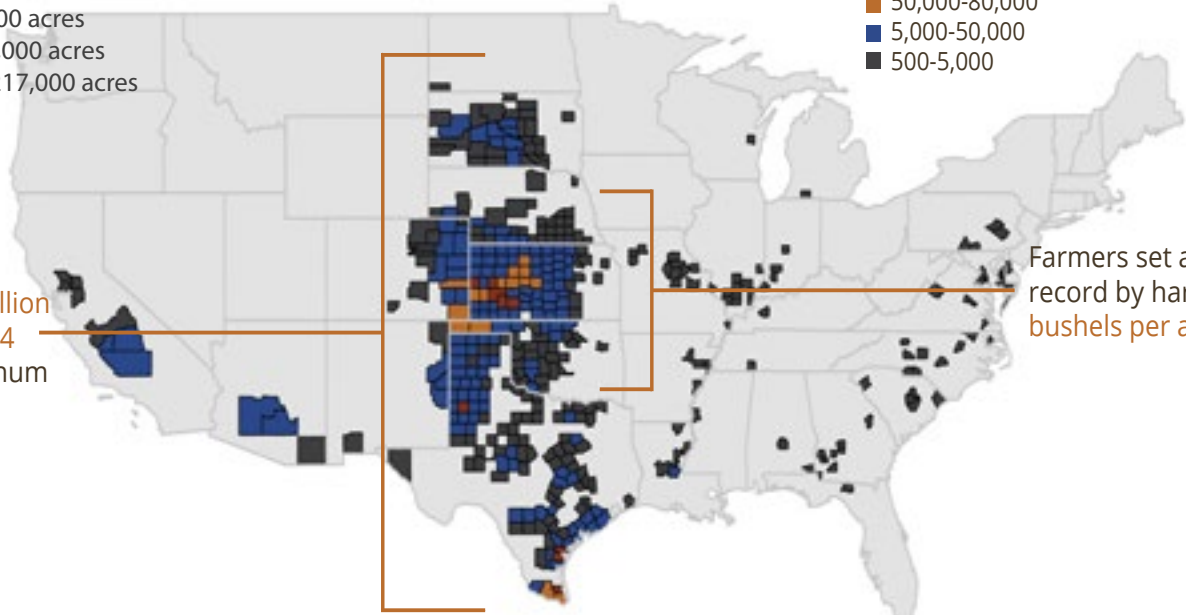 00 acres
,000 acres
17,000 acres
50,000-80,000
5,000-50,000
500-5,000
llion
4
num
Farmers set a
record by har
bushels per a